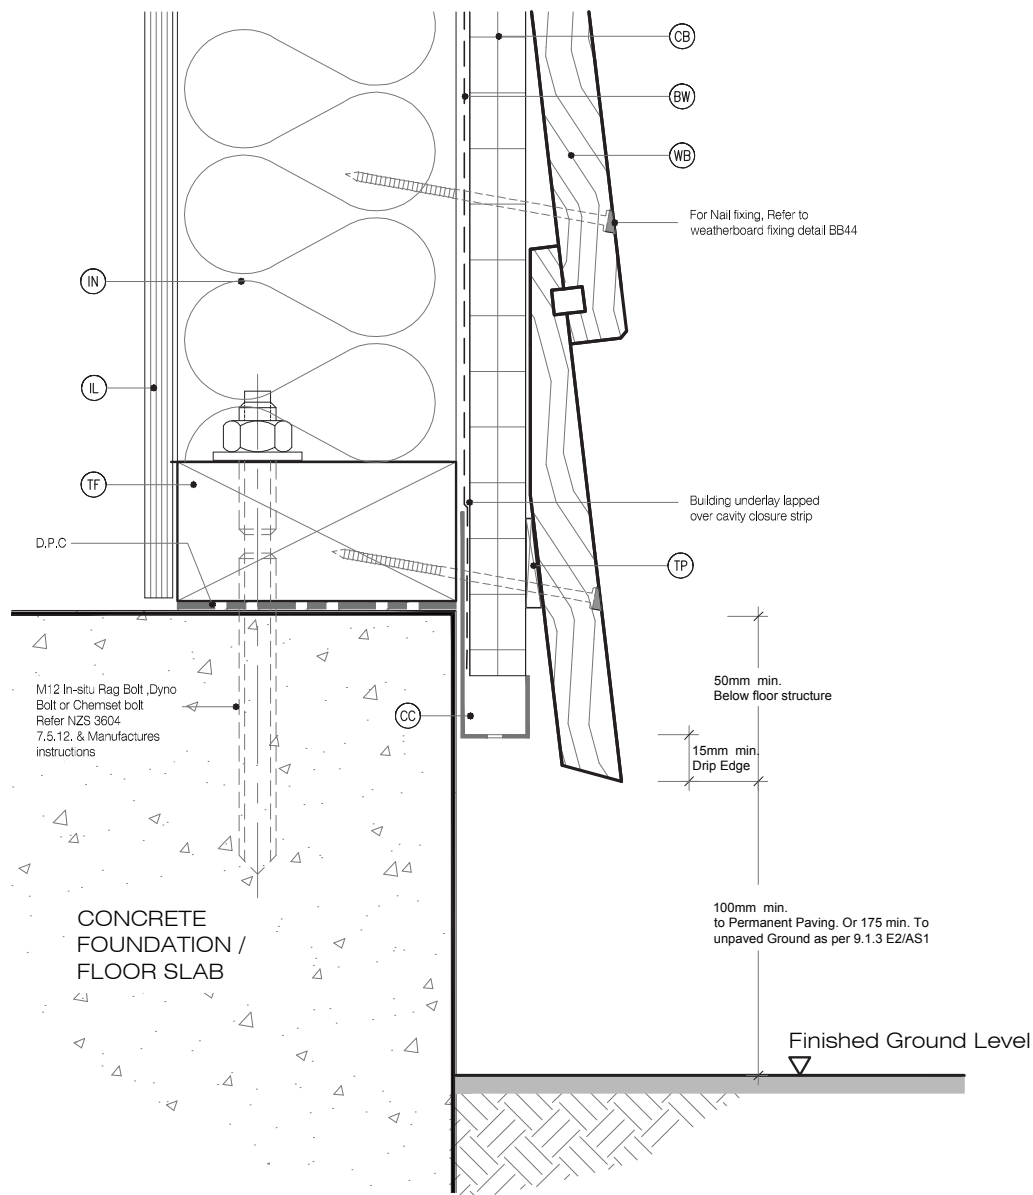 CB
BW
WB
For Nail fixing, Refer to
weatherboard fixing detail BB44
IN
IL
TF
Building underlay lapped
over cavity closure strip
D.P.C
TP
M12 In-situ Rag Bolt ,Dyno
Bolt or Chemset bolt
Refer NZS 3604
7.5.12. & Manufactures
instructions
CC
50mm min.
Below floor structure
15mm min.
Drip Edge
100mm min.
to Permanent Paving. Or 175 min. To
unpaved Ground as per 9.1.3 E2/AS1
CONCRETE
FOUNDATION /
FLOOR SLAB
Finished Ground Level